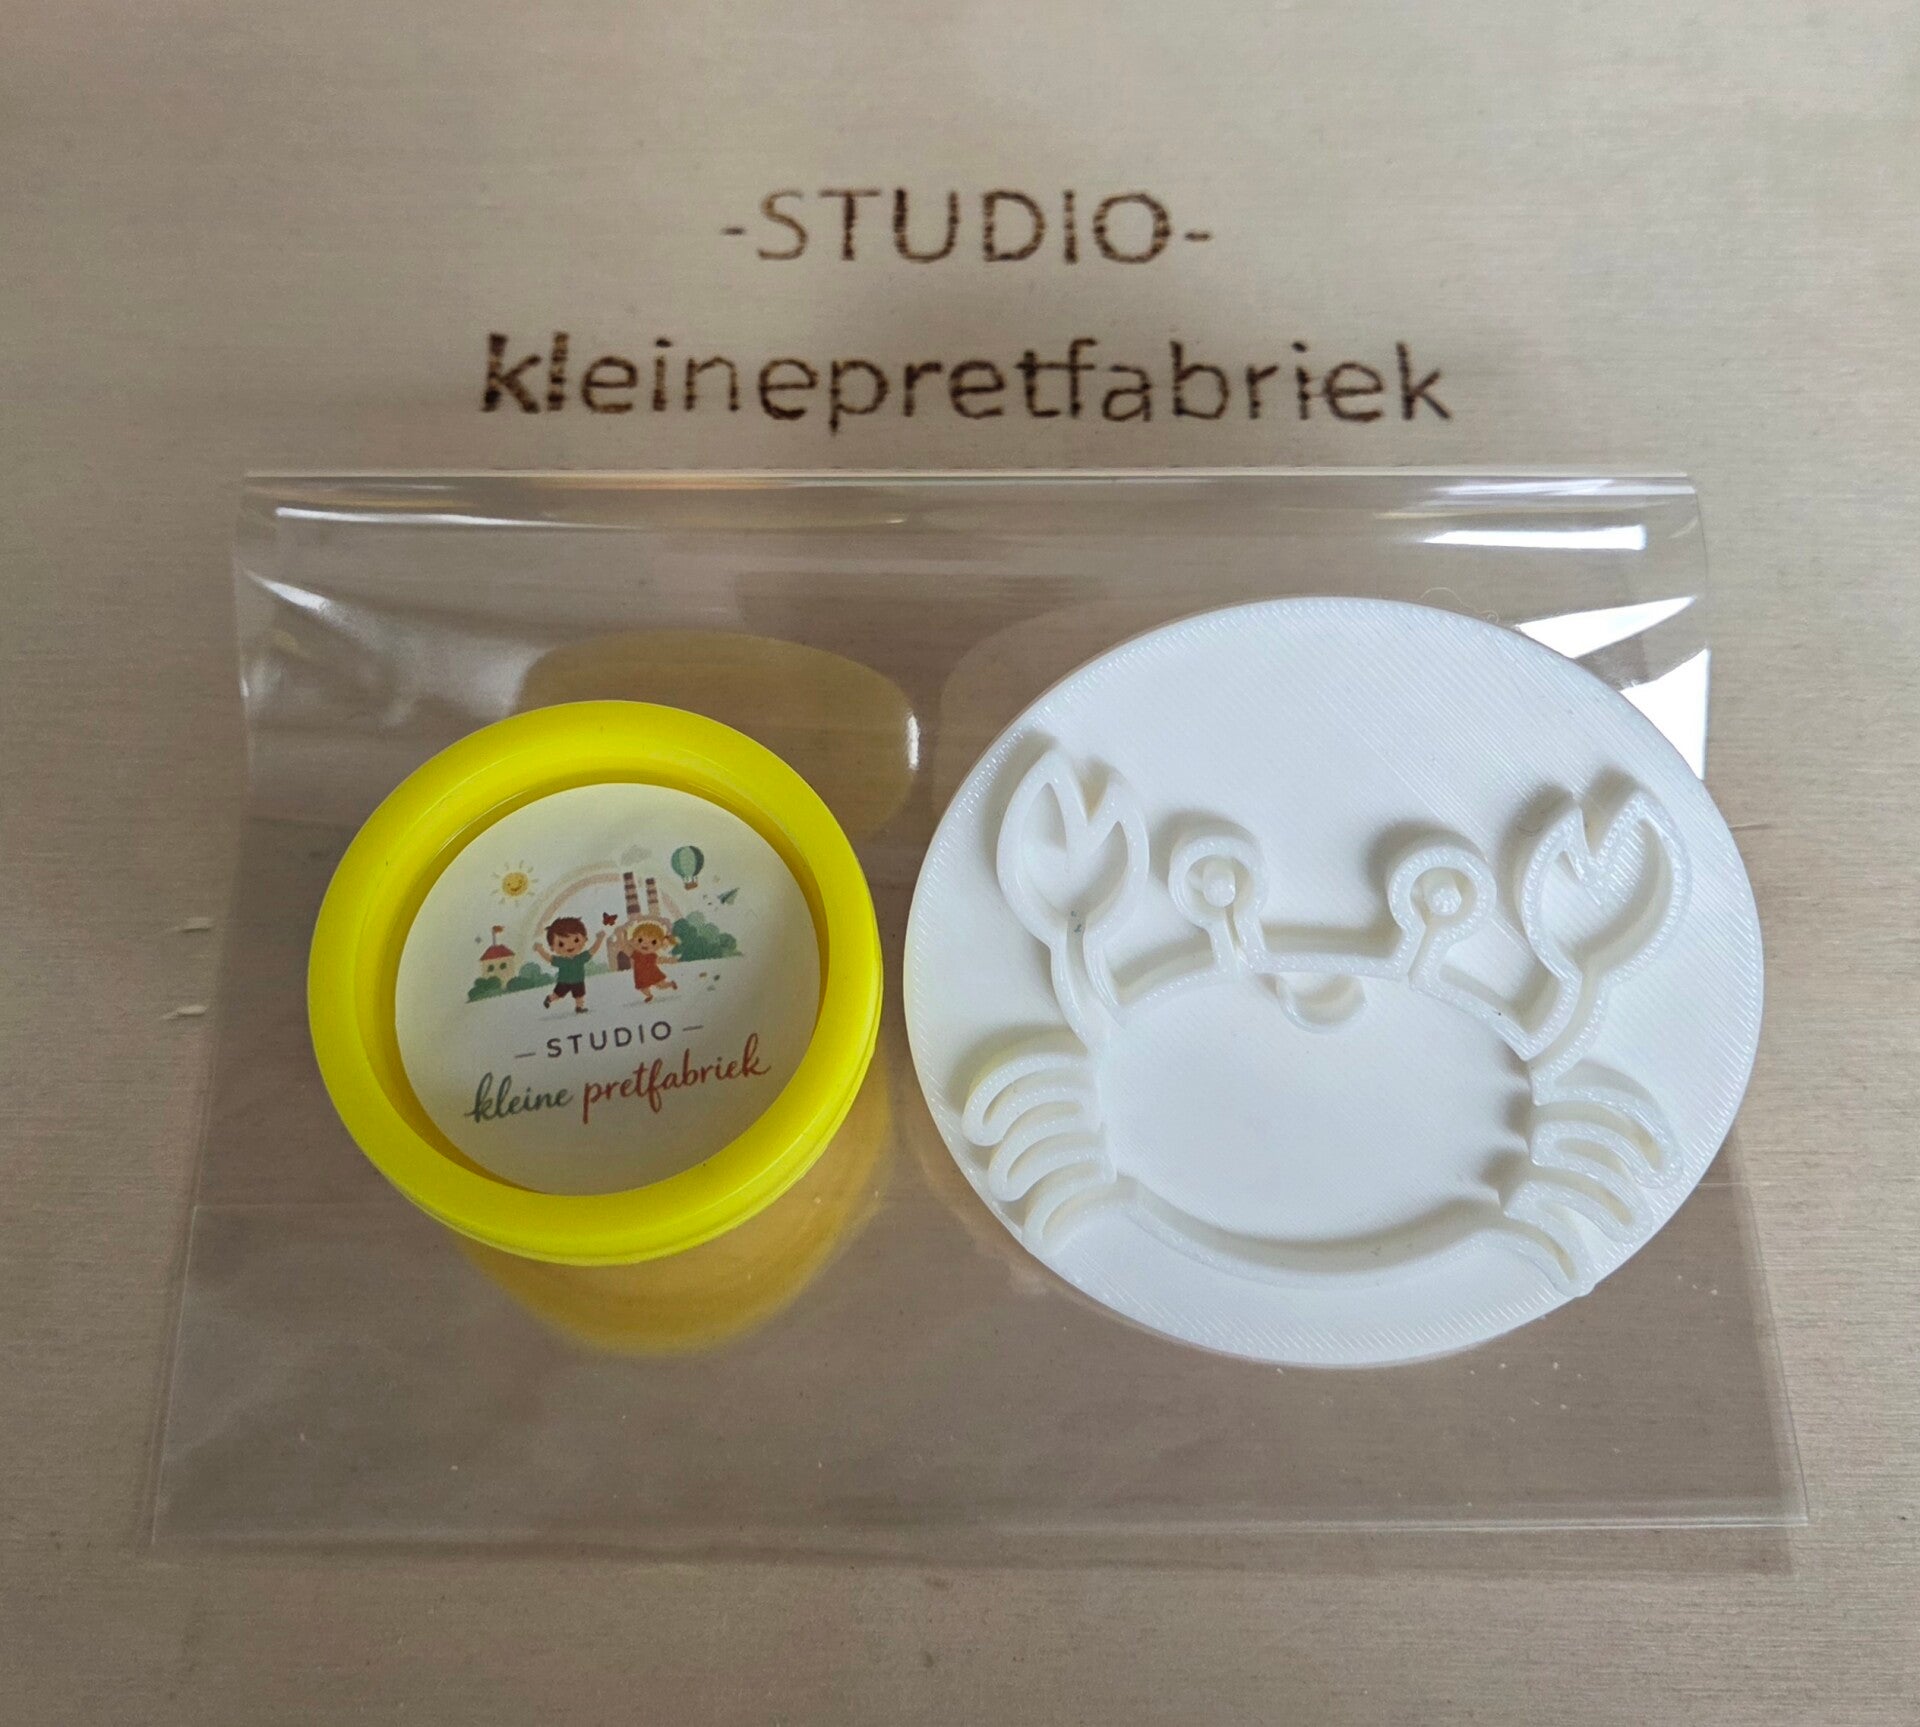 -STUDIO-
kleinepretfabriek
— STUDIO —
kleine pretfabriek